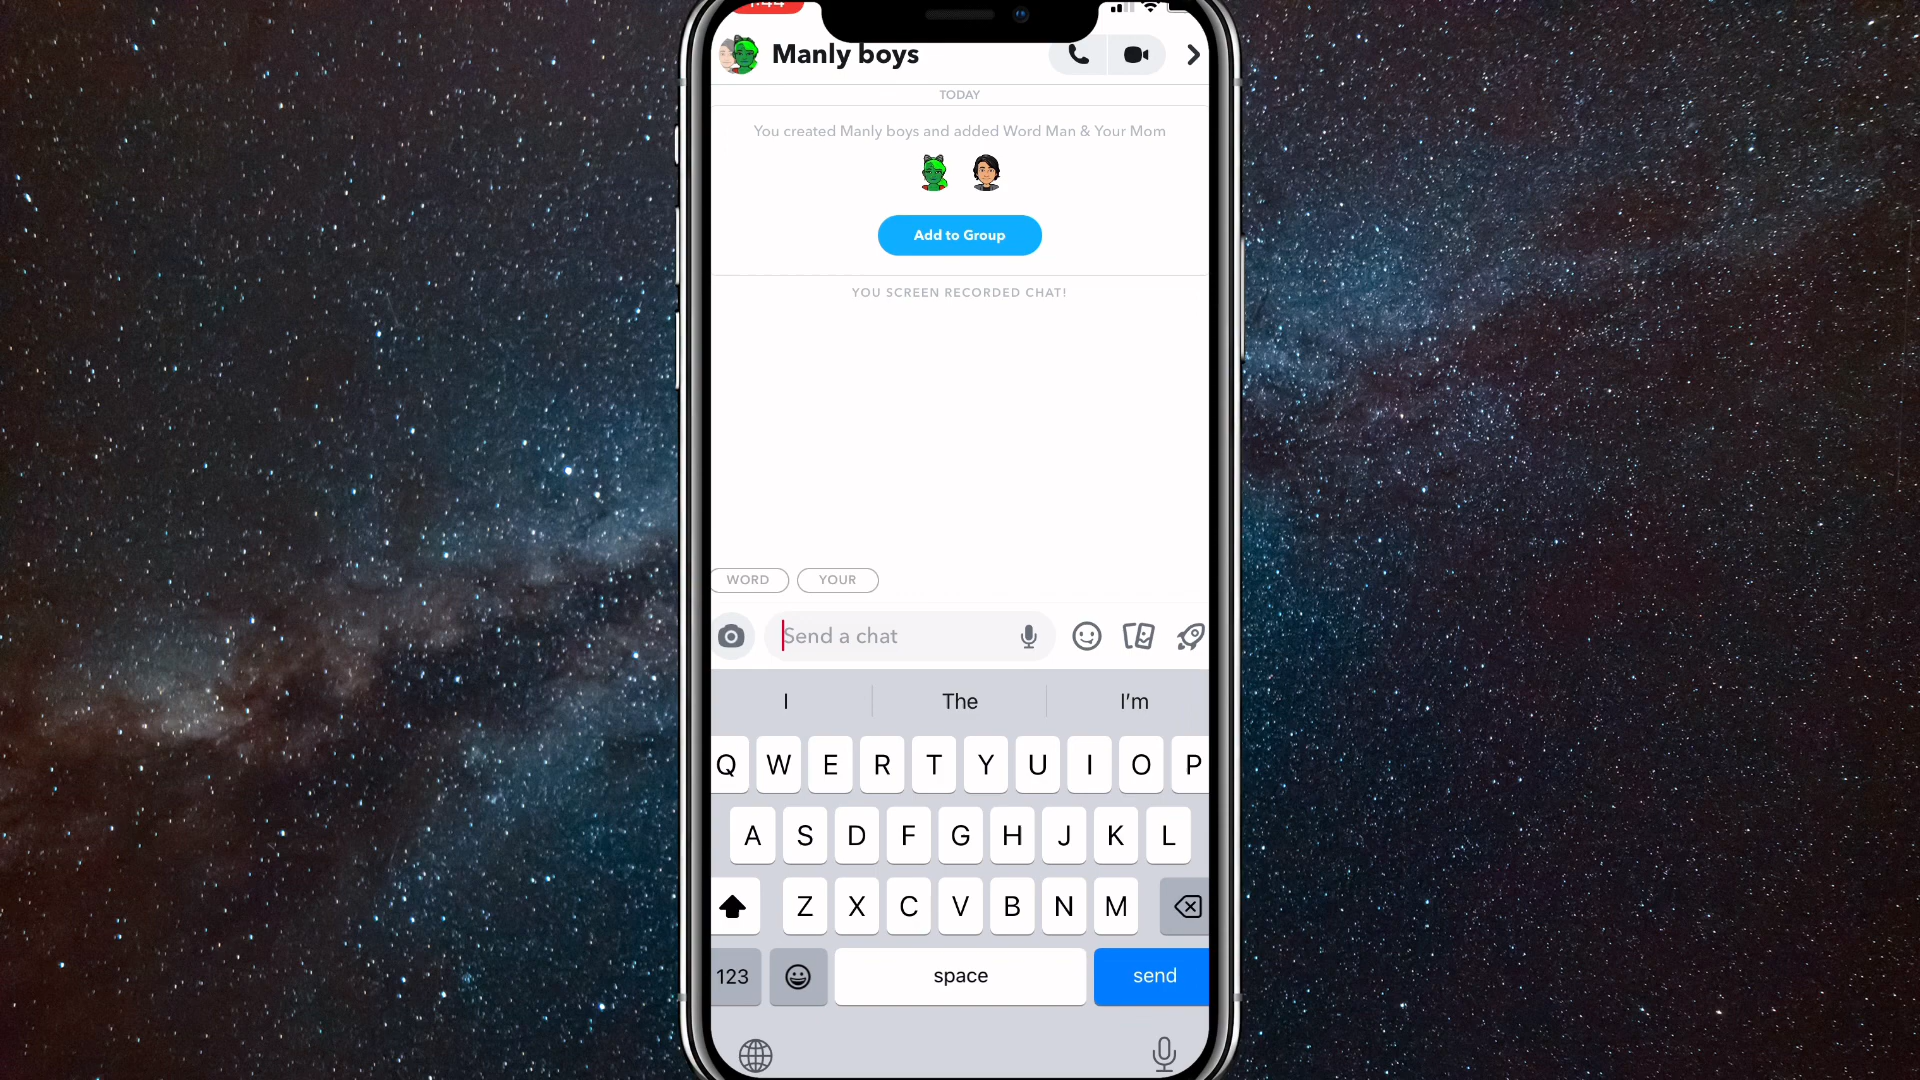 Manly boys
TODAY
You created Manly boys and added Word Man & Your Mom
Add to Group
YOU SCREEN RECORDED CHAT!
WORD YOUR
Send a chat
I The I'm
Q W E R T Y U I O P
A S D F G H J K L
Z X C V B N M
123 space send